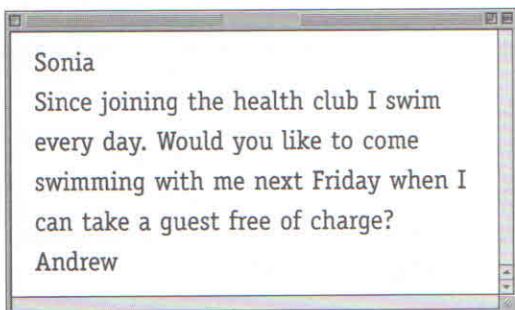 Sonia
Since joining the health club I swim
every day. Would you like to come
swimming with me next Friday when I
can take a guest free of charge?
Andrew